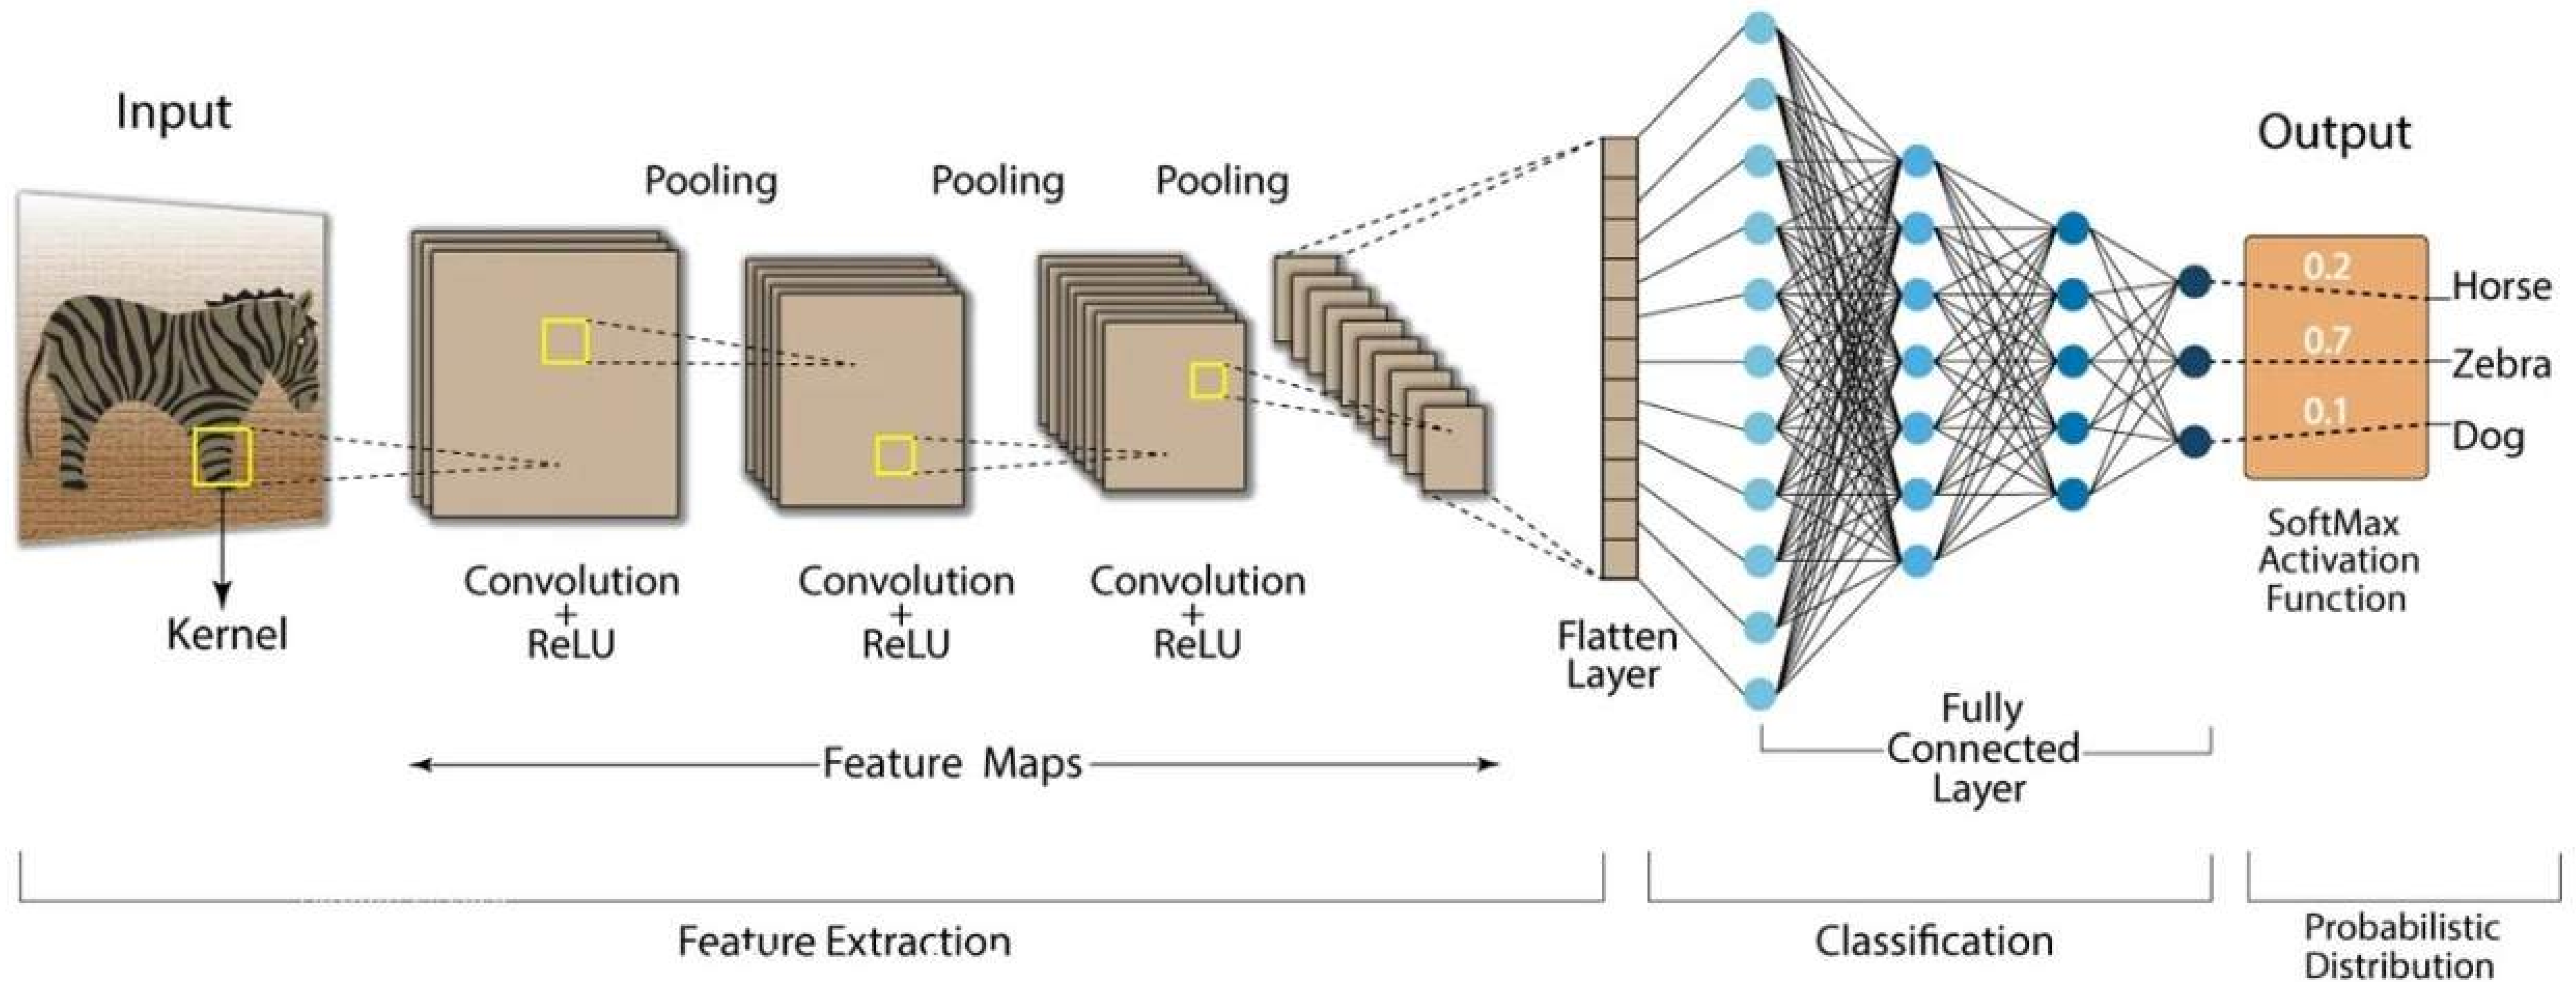 Input
Pooling
Pooling
Pooling
Output
0.2
Horse
0.7
Zebra
0.1
Dog
SoftMax
Activation
Function
Convolution
+
ReLU
Convolution
+
ReLU
Convolution
+
ReLU
Kernel
Flatten
Layer
Feature Maps
Fully
Connected
Layer
Feature Extraction
Classification
Probabilistic
Distribution